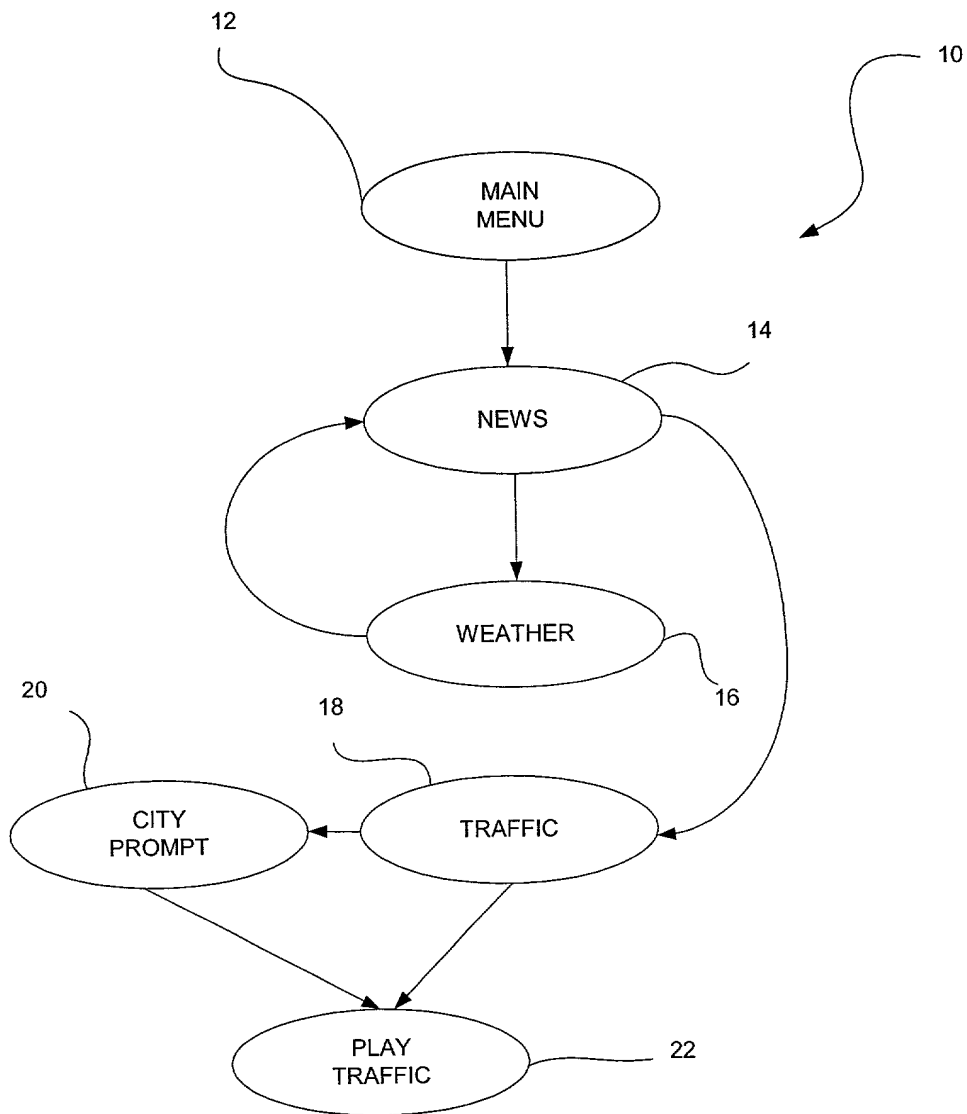 12
10
MAIN
MENU
14
NEWS
WEATHER
16
20
18
CITY
PROMPT
TRAFFIC
PLAY
TRAFFIC
22